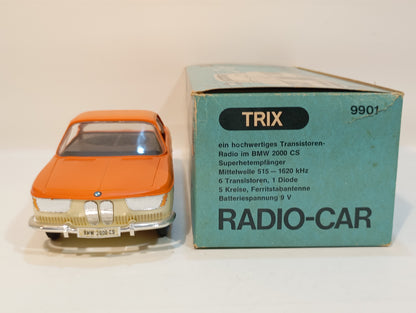 TRIX
9901
ein hochwertiges Transistoren-
Radio im BMW 2000 CS
Superhetempfänger
Mittelwelle 515 — 1620 kHz
6 Transistoren, 1 Diode
5 Kreise, Ferritstabantenne
Batteriespannung 9 V
RADIO-CAR
BMW 2000 CS